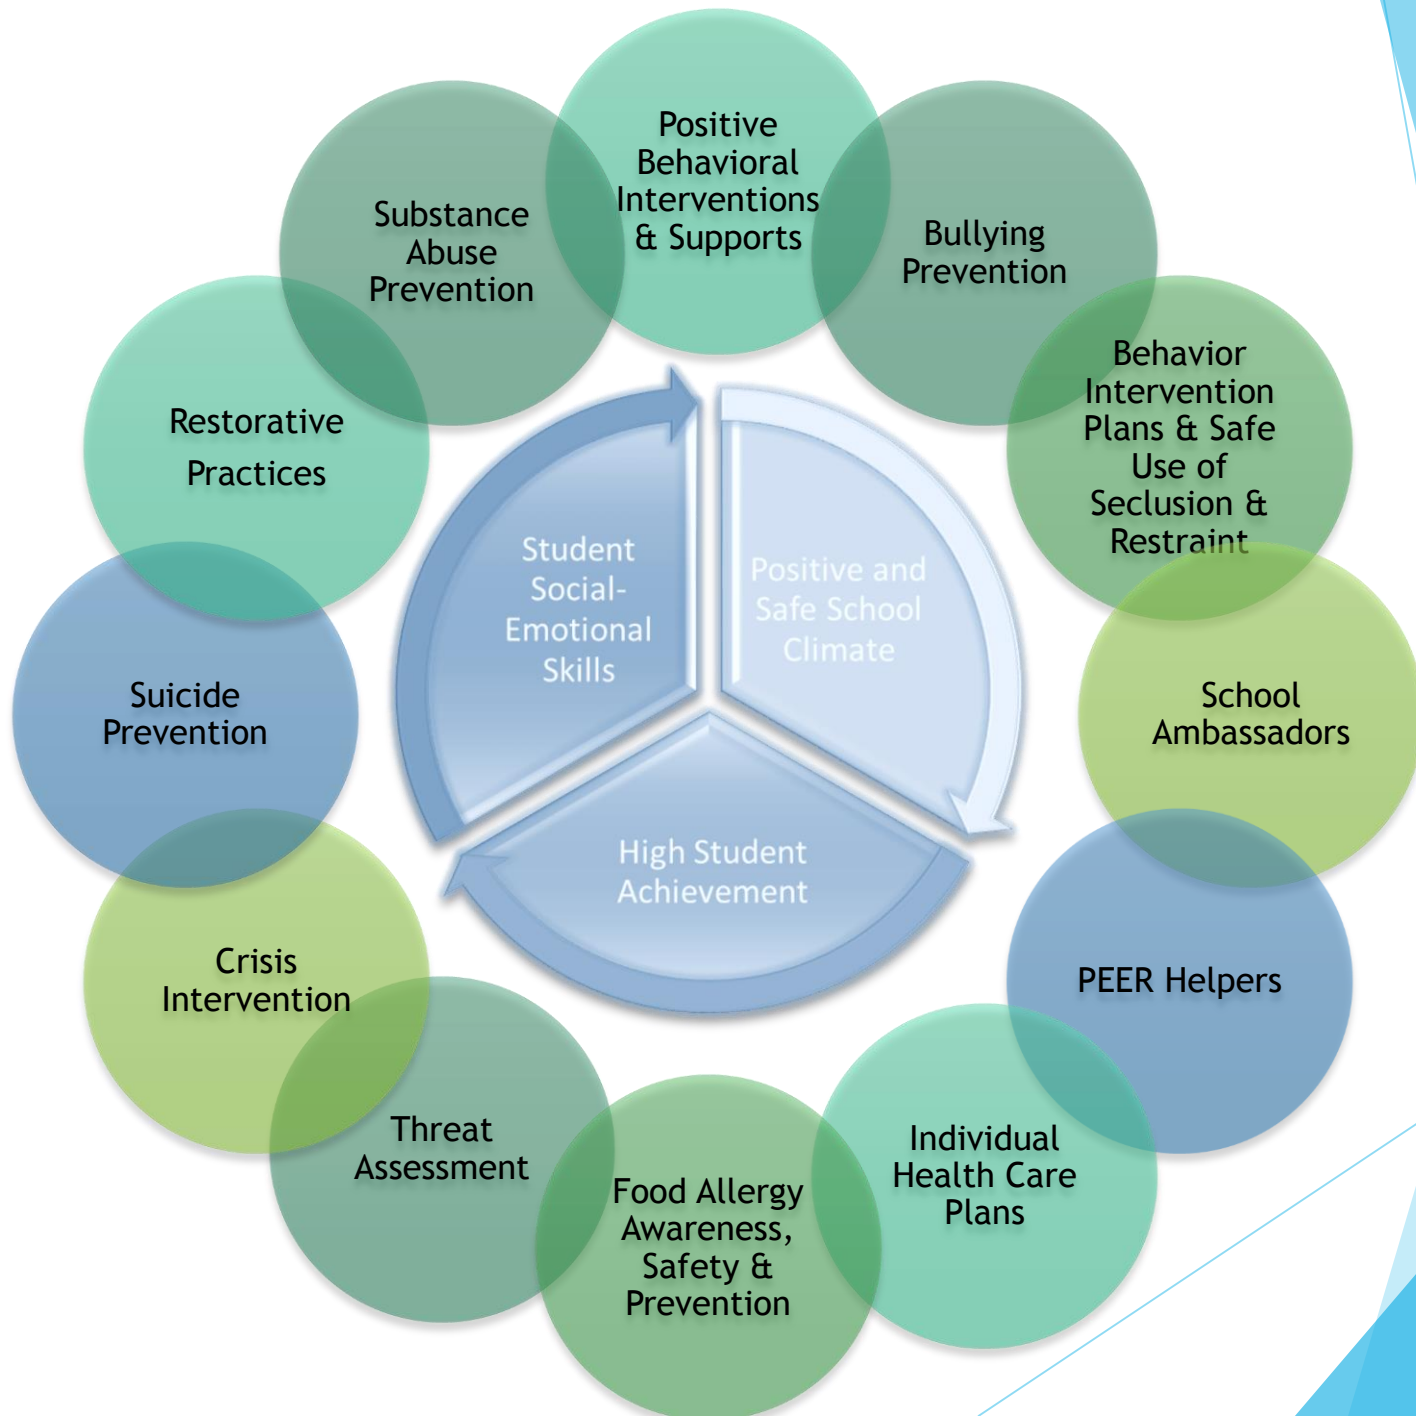 Positive
Behavioral
Interventions
& Supports
Bullying
Prevention
Behavior
Intervention
Plans & Safe
Use of
Seclusion &
Restraint
School
Ambassadors
PEER Helpers
Individual
Health Care
Plans
Food Allergy
Awareness,
Safety &
Prevention
Threat
Assessment
Crisis
Intervention
Suicide
Prevention
Restorative
Practices
Substance
Abuse
Prevention
Student
Social-
Emotional
Skills
Positive and
Safe School
Climate
High Student
Achievement